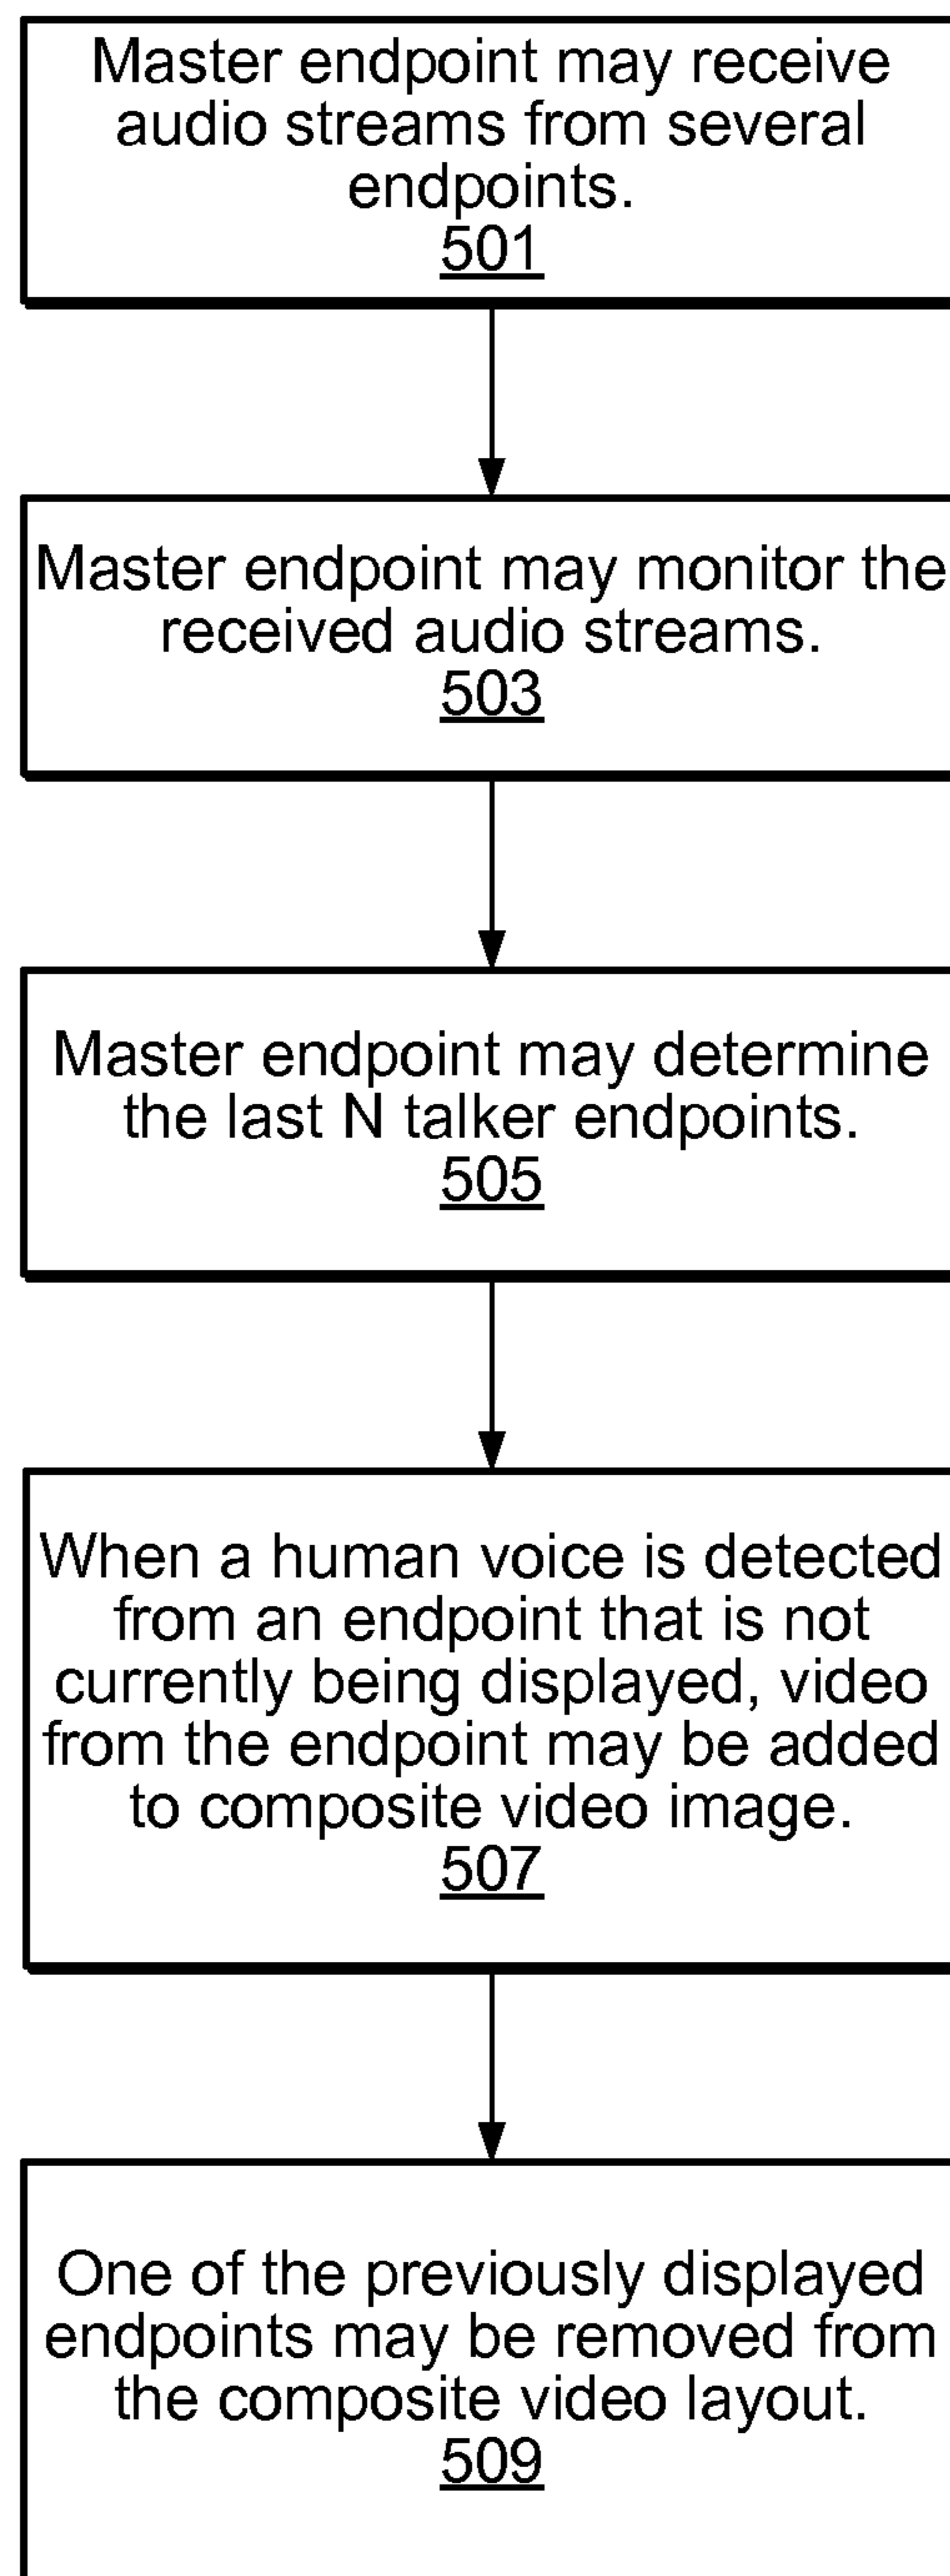 Master endpoint may receive
audio streams from several
endpoints.
501
Master endpoint may monitor the
received audio streams.
503
Master endpoint may determine
the last N talker endpoints.
505
When a human voice is detected
from an endpoint that is not
currently being displayed, video
from the endpoint may be added
to composite video image.
507
One of the previously displayed
endpoints may be removed from
the composite video layout.
509